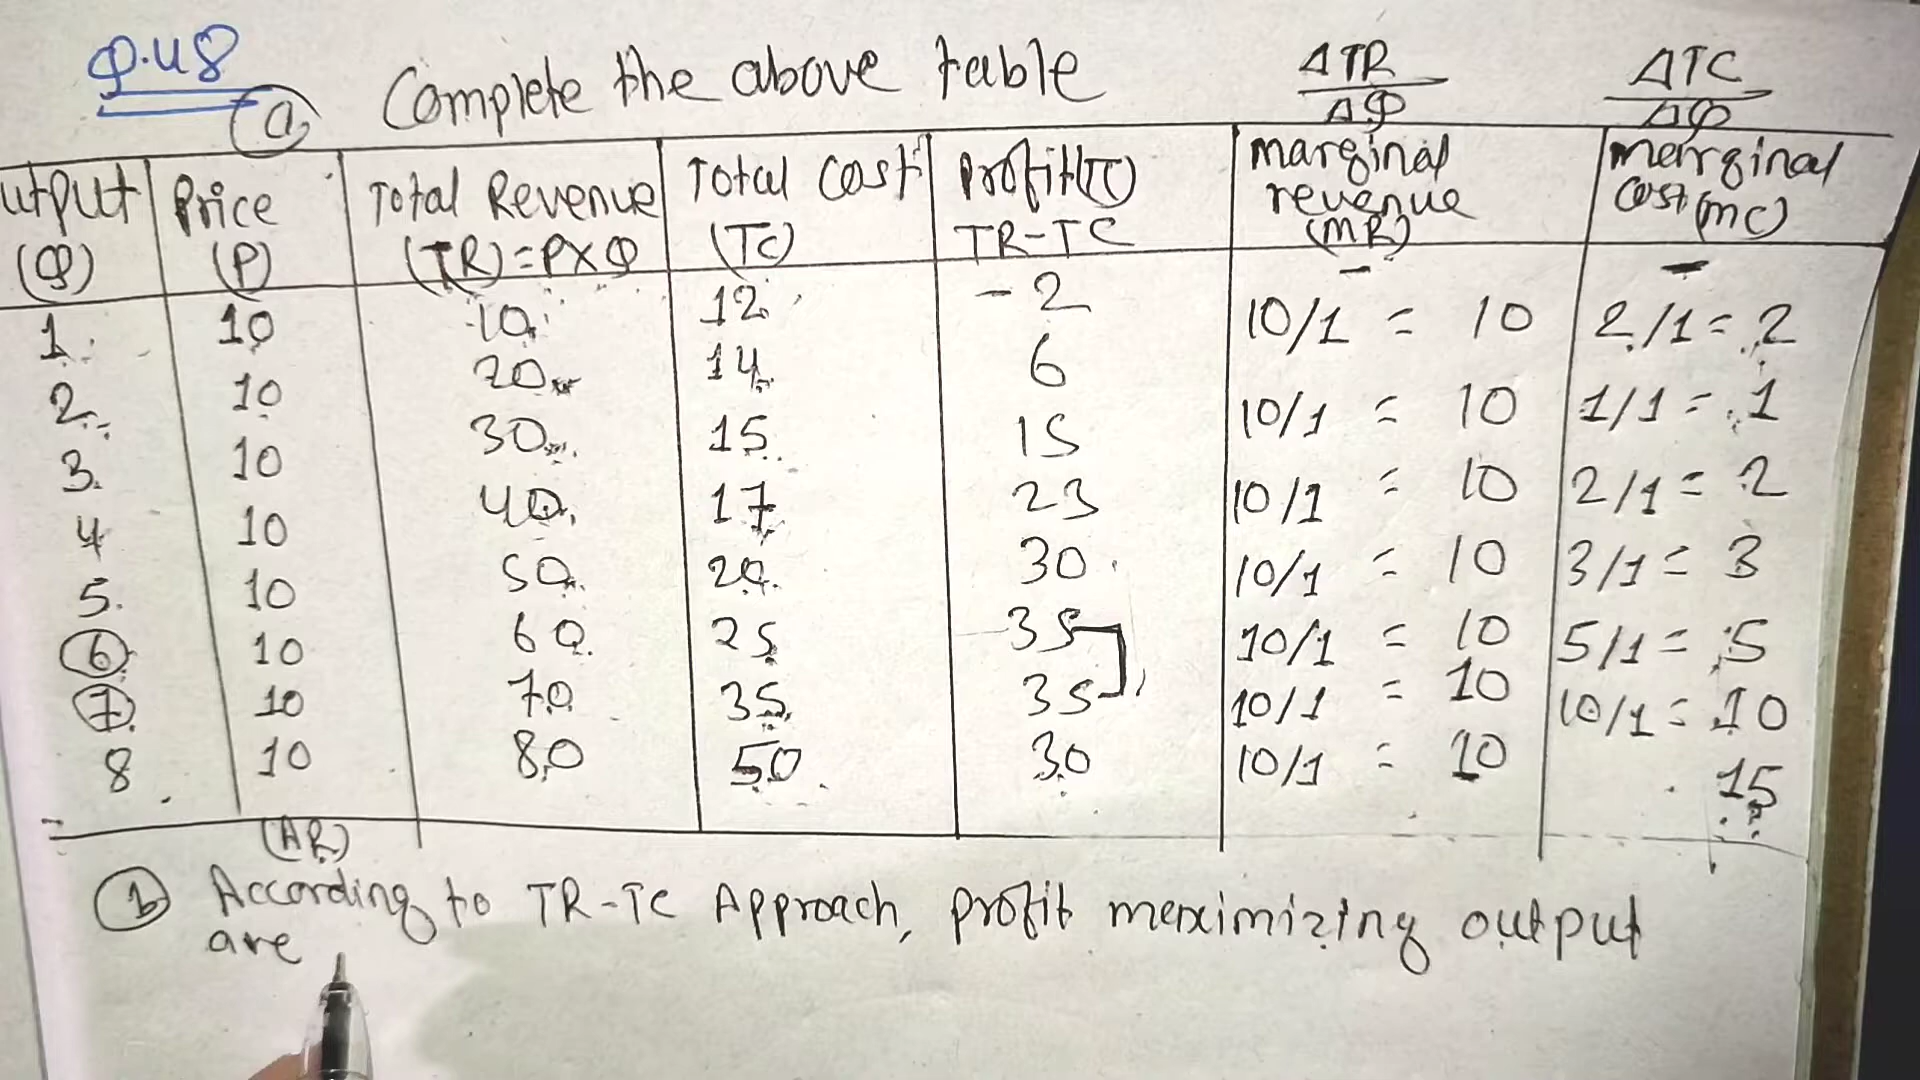 Q.48
(a) Complete the above table
ΔTR/ΔQ ΔTC/ΔQ
utput (Q) | Price (P) | Total Revenue (TR)=P×Q | Total Cost (TC) | Profit(π) TR-TC | Marginal revenue (MR) | Marginal cost (MC)
1. 10 10 12 -2 - -
2. 10 20 14 6 10/1 = 10 2/1 = 2
3. 10 30 15 15 10/1 = 10 1/1 = 1
4 10 40 17 23 10/1 = 10 2/1 = 2
5. 10 50 20 30 10/1 = 10 3/1 = 3
6 10 60 25 35 10/1 = 10 5/1 = 5
7 10 70 35 35 10/1 = 10 10/1 = 10
8 10 80 50 30 10/1 = 10 15
(AR)
(b) According to TR-TC Approach, profit maximizing output
are